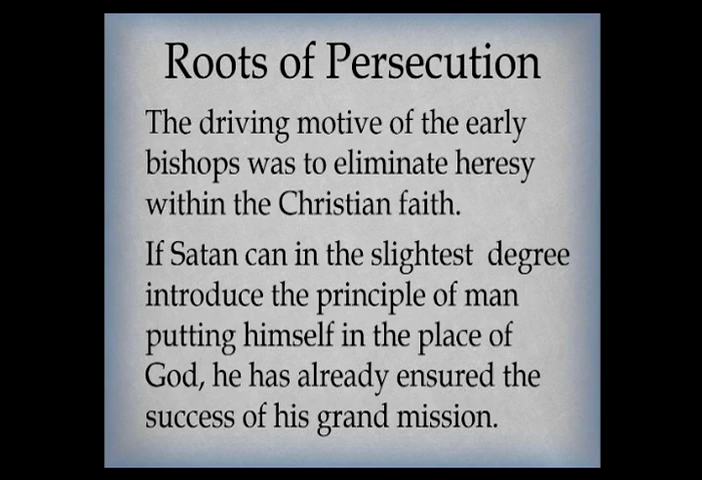 Roots of Persecution
The driving motive of the early
bishops was to eliminate heresy
within the Christian faith.
If Satan can in the slightest  degree
introduce the principle of man
putting himself in the place of
God, he has already ensured the
success of his grand mission.